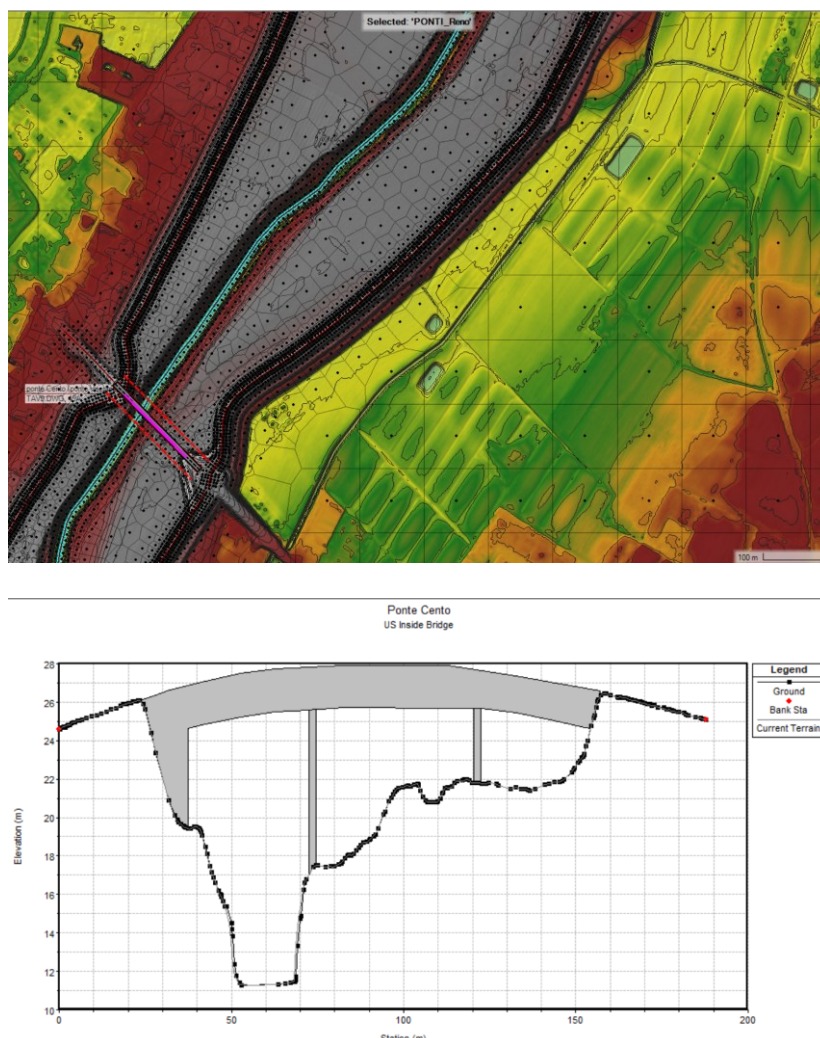 Selected: 'PONTI_Reno'
100 m
Ponte Cento
US Inside Bridge
28
26
24
22
20
18
16
14
12
10
Elevation (m)
0
50
100
150
200
Station (m)
Legend
Ground
Bank Sta
Current Terrain